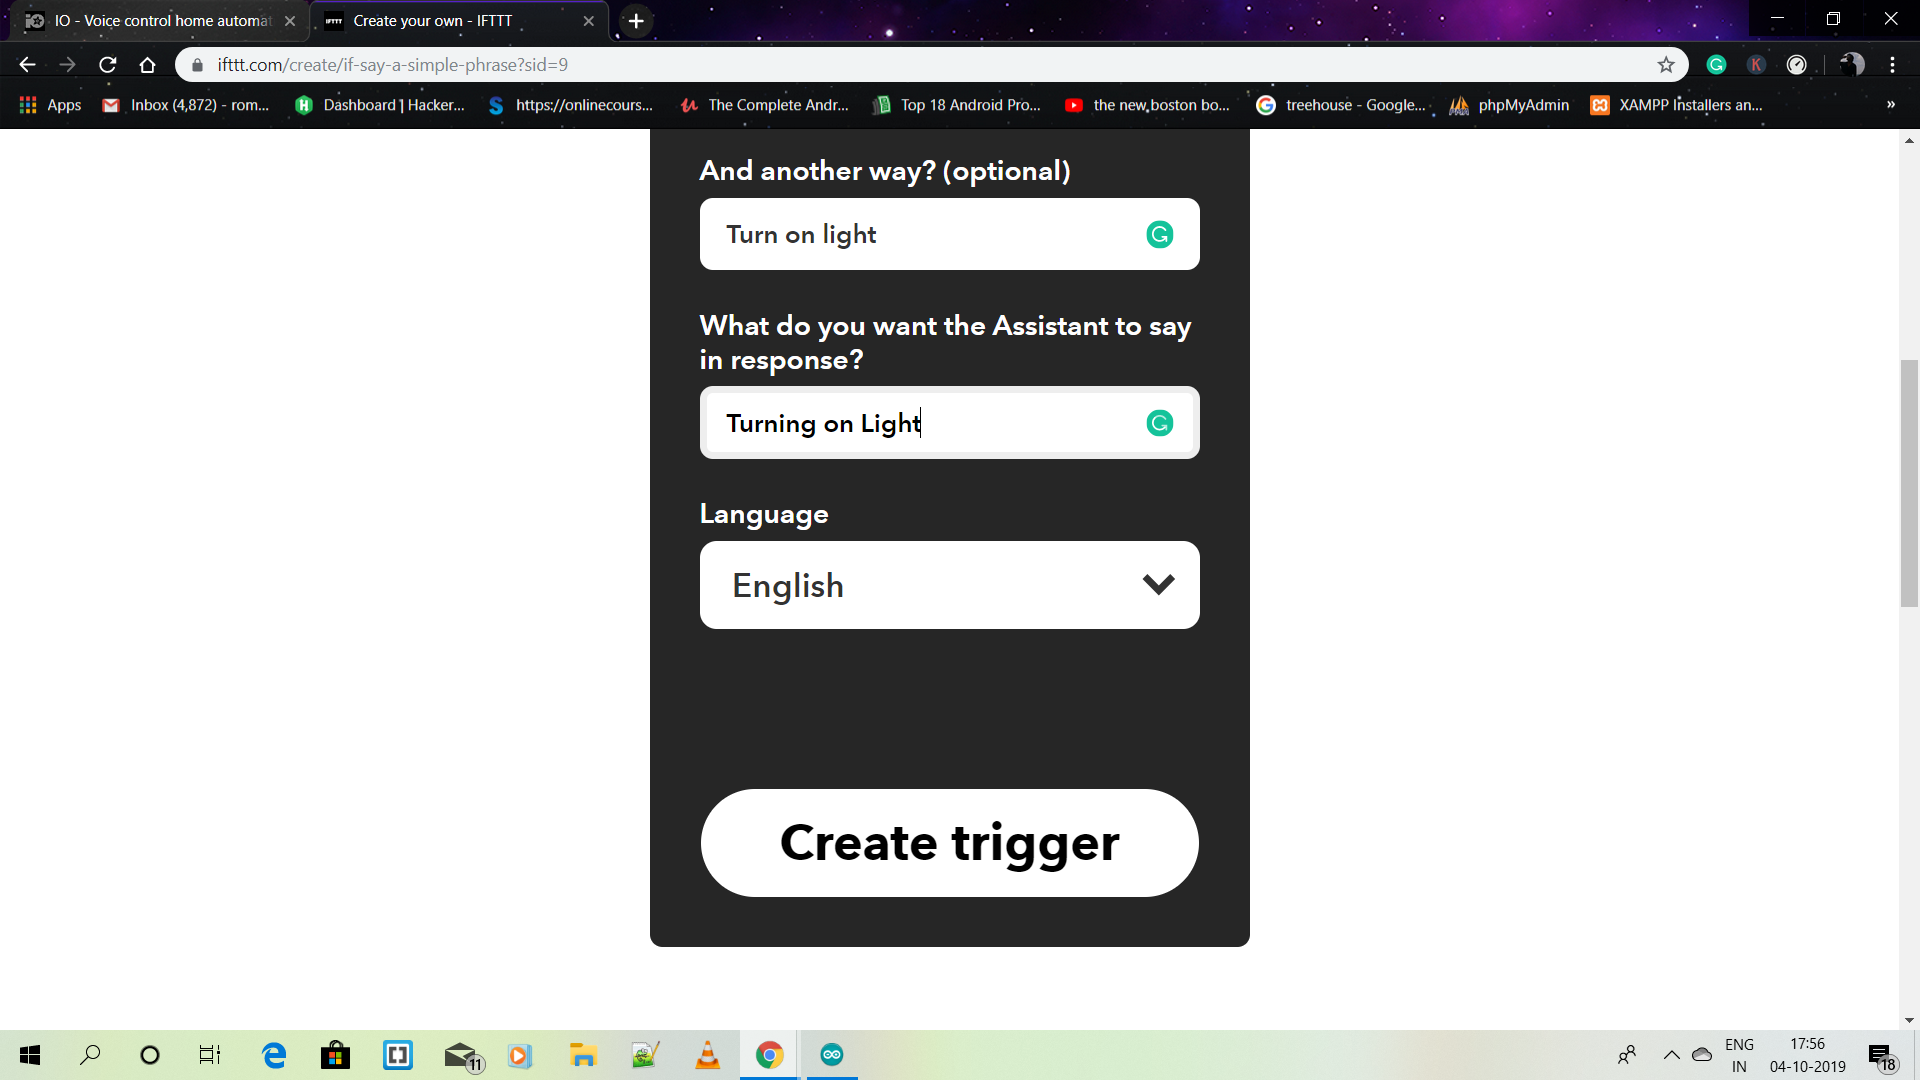 IO - Voice control home automat
IFTTT Create your own - IFTTT
ifttt.com/create/if-say-a-simple-phrase?sid=9
Apps
Inbox (4,872) - rom...
Dashboard | Hacker...
https://onlinecours...
The Complete Andr...
Top 18 Android Pro...
the new boston bo...
treehouse - Google...
phpMyAdmin
XAMPP Installers an...
»
And another way? (optional)
Turn on light
What do you want the Assistant to say
in response?
Turning on Light
Language
English
Create trigger
11
ENG
IN
17:56
04-10-2019
18